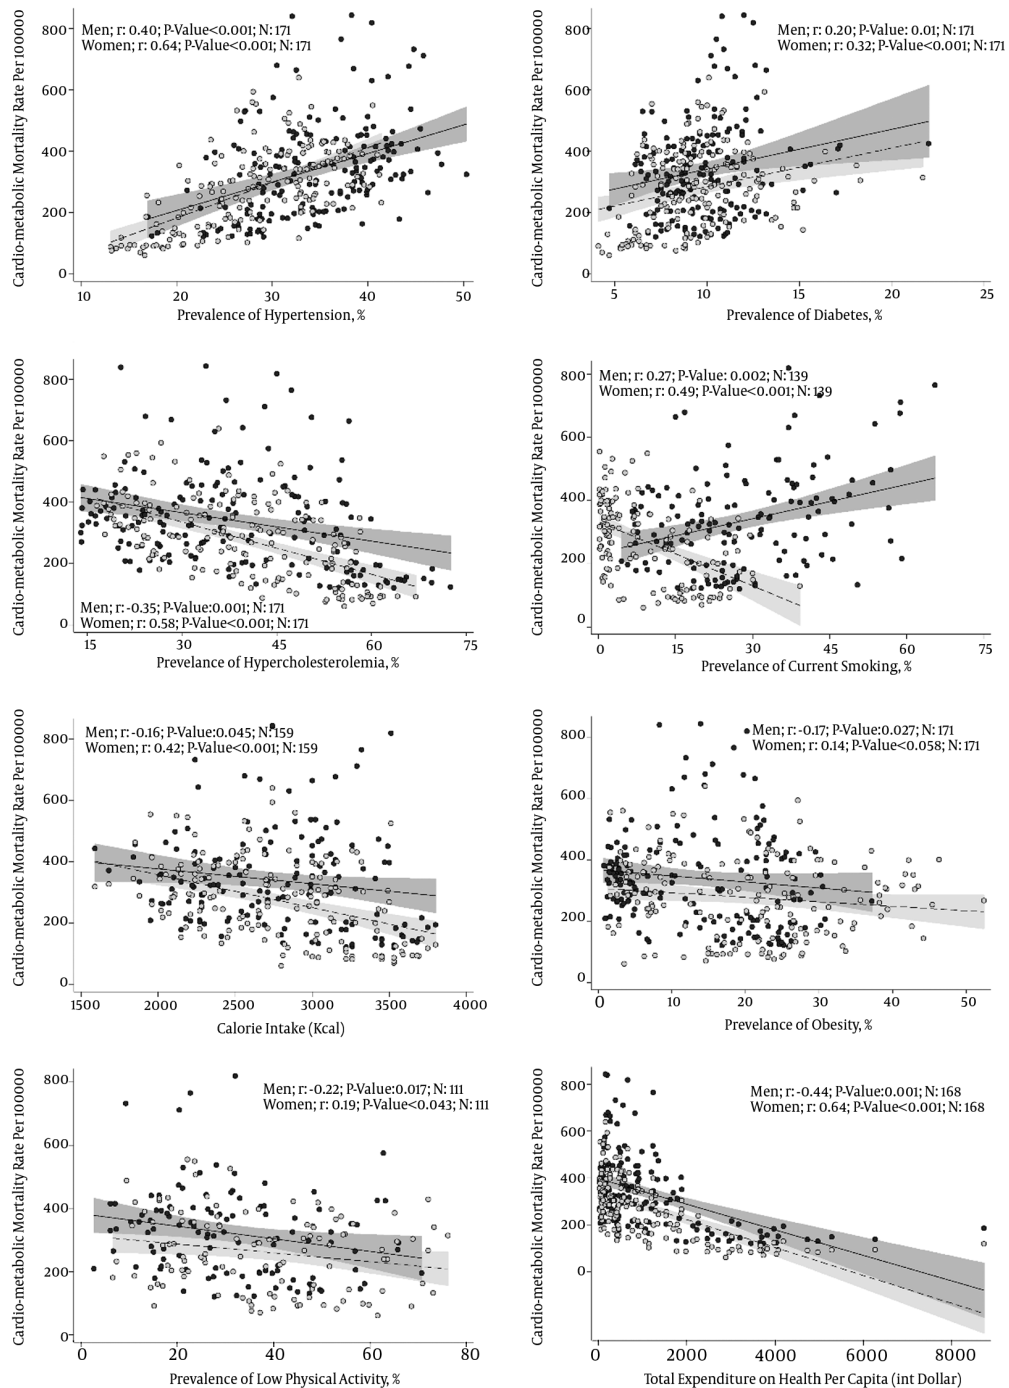 Cardio-metabolic Mortality Rate Per 100000
Men; r: 0.40; P-Value<0.001; N: 171
Women; r: 0.64; P-Value<0.001; N: 171
800
600
400
200
0
10 20 30 40 50
Prevalence of Hypertension, %
Cardio-metabolic Mortality Rate Per 100000
Men; r: 0.20; P-Value: 0.01; N: 171
Women; r: 0.32; P-Value<0.001; N: 171
800
600
400
200
0
5 10 15 20 25
Prevalence of Diabetes, %
Cardio-metabolic Mortality Rate Per 100000
800
600
400
200
0
Men; r:-0.35; P-Value:0.001; N: 171
Women; r: 0.58; P-Value<0.001; N: 171
15 30 45 60 75
Prevelance of Hypercholesterolemia, %
Cardio-metabolic Mortality Rate Per 100000
Men; r: 0.27; P-Value: 0.002; N: 139
Women; r: 0.49; P-Value<0.001; N: 139
800
600
400
200
0
0 15 30 45 60 75
Prevelance of Current Smoking, %
Cardio-metabolic Mortality Rate Per 100000
Men; r:-0.16; P-Value:0.045; N: 159
Women; r: 0.42; P-Value<0.001; N: 159
800
600
400
200
0
1500 2000 2500 3000 3500 4000
Calorie Intake (Kcal)
Cardio-metabolic Mortality Rate Per 100000
Men; r:-0.17; P-Value:0.027; N: 171
Women; r: 0.14; P-Value<0.058; N: 171
800
600
400
200
0
0 10 20 30 40 50
Prevelance of Obesity, %
Cardio-metabolic Mortality Rate Per 100000
Men; r:-0.22; P-Value:0.017; N: 111
Women; r: 0.19; P-Value<0.043; N: 111
800
600
400
200
0
0 20 40 60 80
Prevalence of Low Physical Activity, %
Cardio-metabolic Mortality Rate Per 100000
Men; r:-0.44; P-Value:0.001; N: 168
Women; r: 0.64; P-Value<0.001; N: 168
800
600
400
200
0
0 2000 4000 6000 8000
Total Expenditure on Health Per Capita (int Dollar)